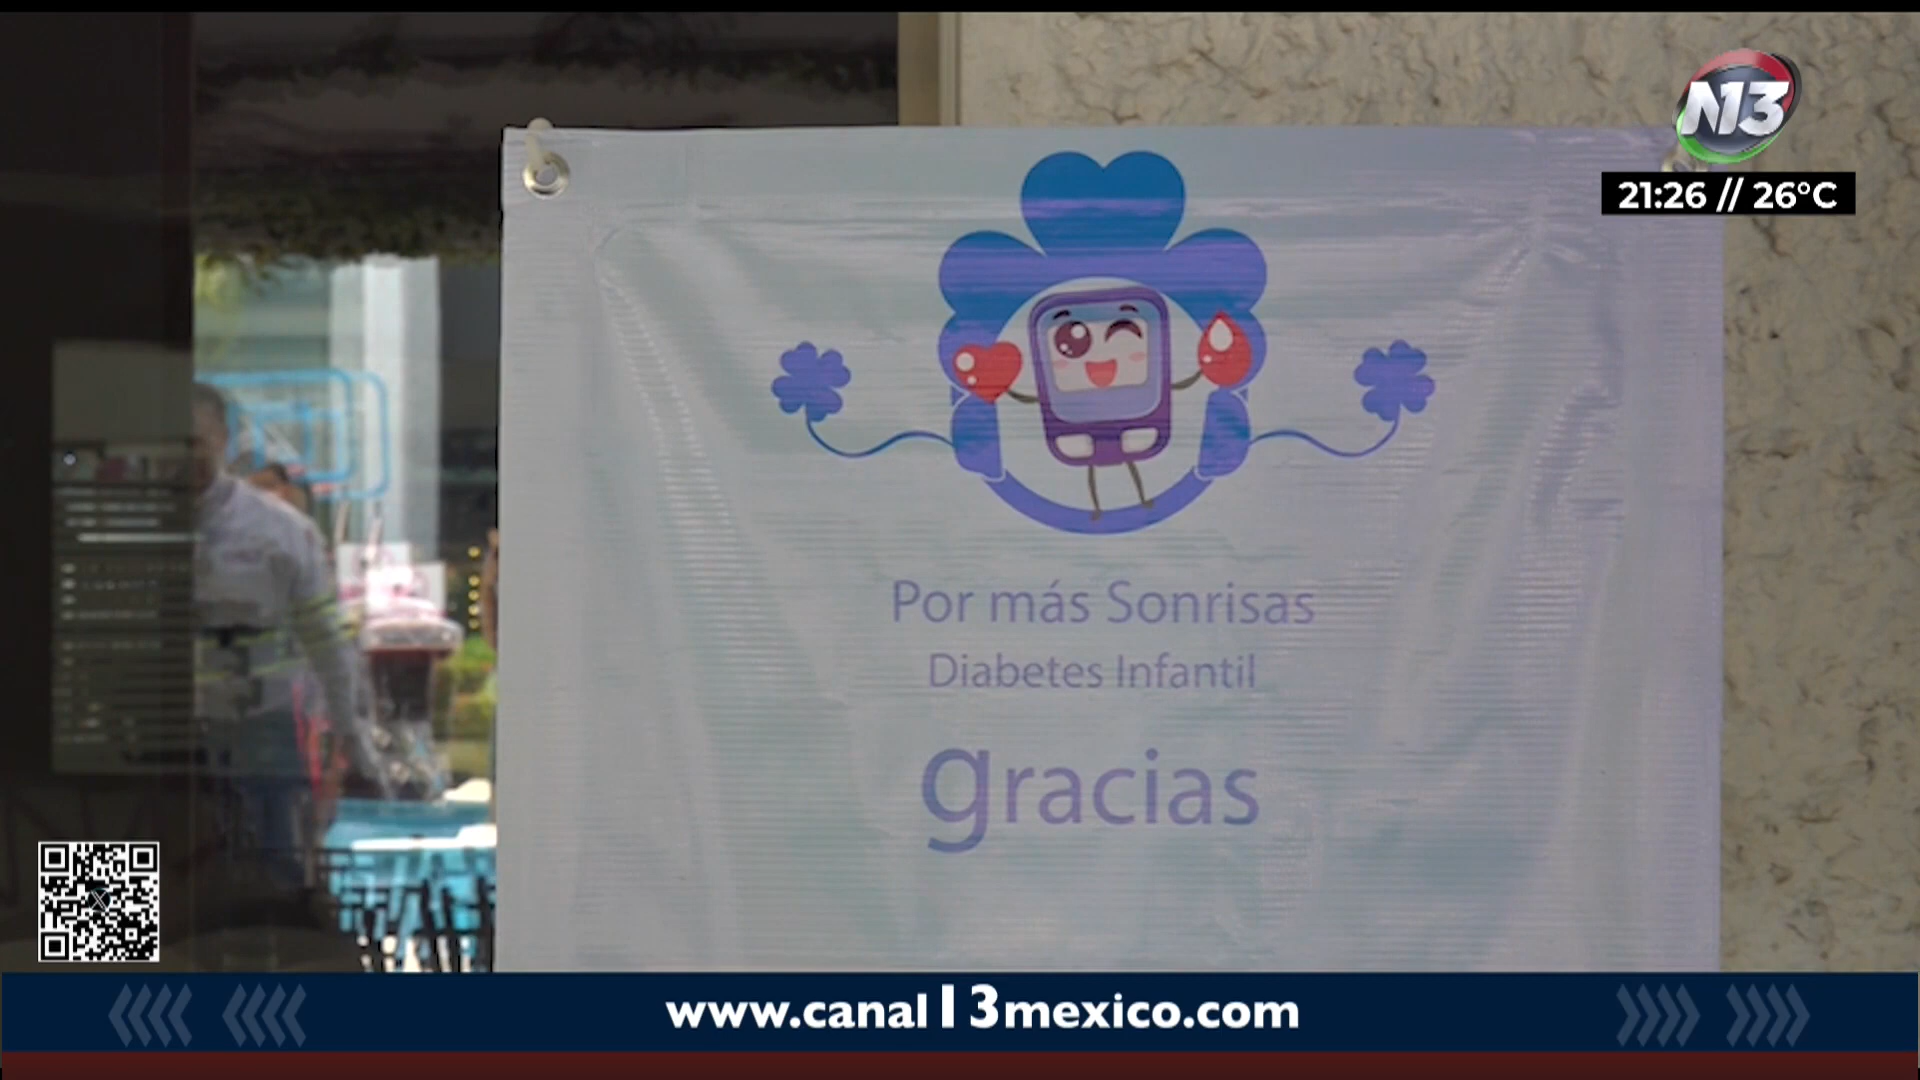 N13
21:26 // 26°C
Por más Sonrisas
Diabetes Infantil
gracias
www.canal13mexico.com